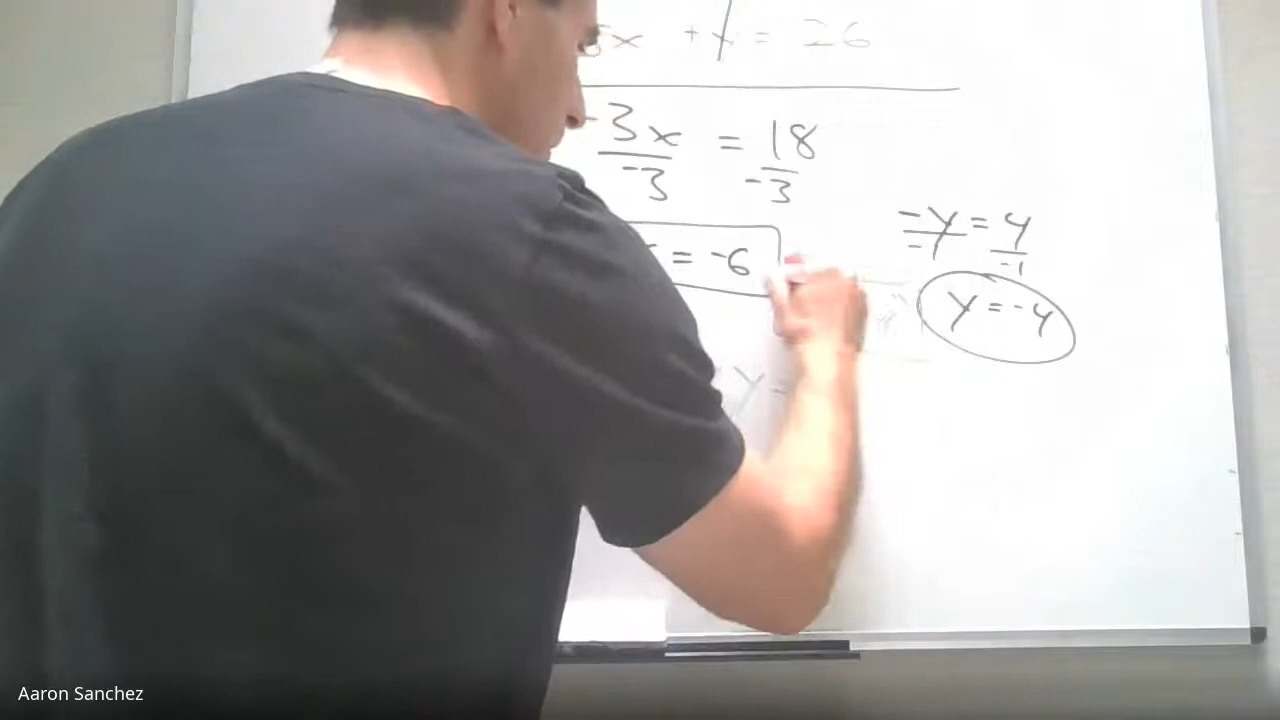 x + y = 26
-3x = 18
-3 -3
= -6
-y = 4
-1 -1
y = -4
y =
Aaron Sanchez